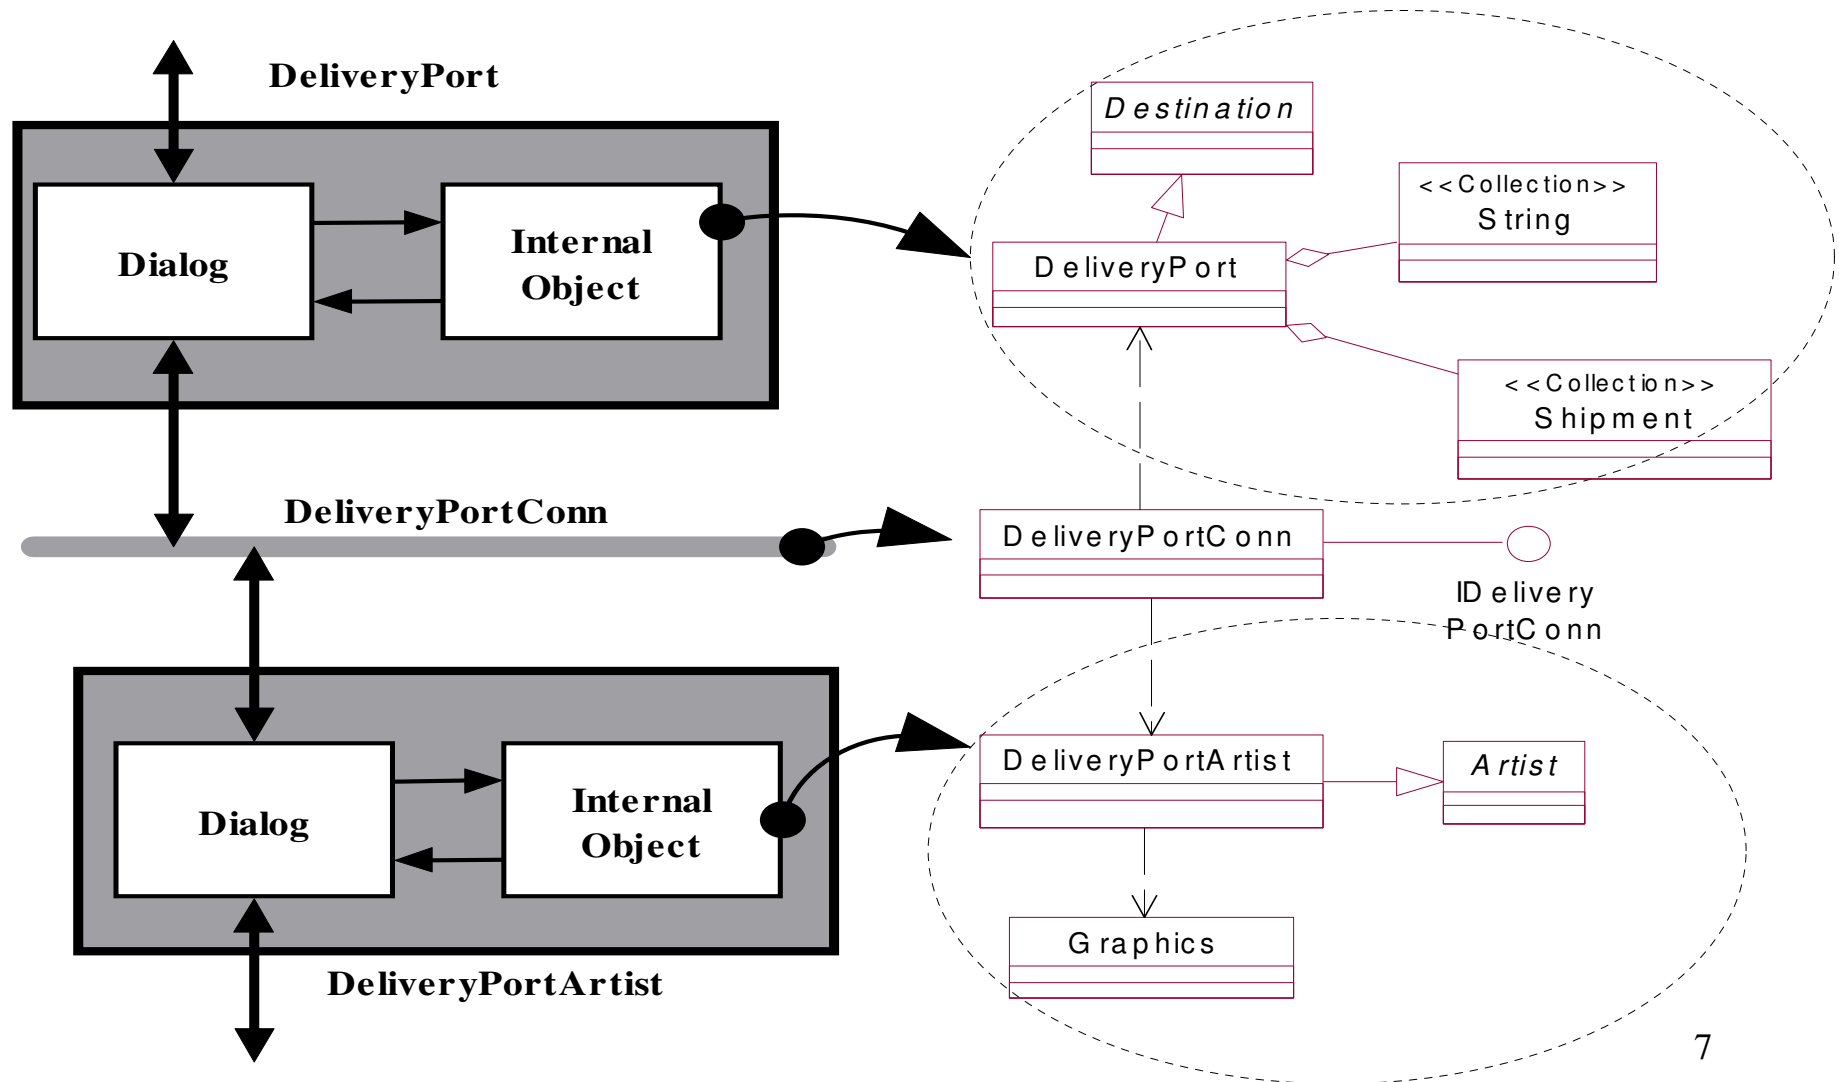 DeliveryPort
Dialog
Internal
Object
Destination
<<Collection>>
String
DeliveryPort
<<Collection>>
Shipment
DeliveryPortConn
DeliveryPortConn
IDelivery
PortConn
Dialog
Internal
Object
DeliveryPortArtist
Artist
Graphics
DeliveryPortArtist
7